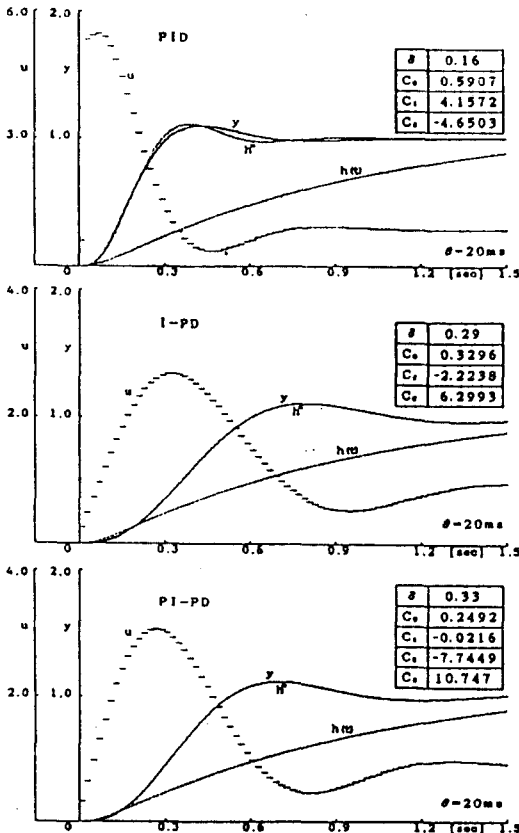 6.0 2.0 PID
u y
u
δ 0.16
C₀ 0.5907
C₁ 4.1572
C₂ -4.6503
3.0 1.0
y
h*
h(t)
θ-20ms
0 0.3 0.6 0.9 1.2 [sec] 1.5
4.0 2.0 I-PD
u y
u
δ 0.29
C₀ 0.3296
-2.2238
6.2993
2.0 1.0
y
h*
h(t)
θ-20ms
0 0.3 0.6 0.9 1.2 [sec] 1.5
4.0 2.0 PI-PD
u y
u
δ 0.33
C₀ 0.2492
-0.0216
-7.7449
10.747
2.0 1.0
y
h*
h(t)
θ-20ms
0 0.3 0.6 0.9 1.2 [sec] 1.5